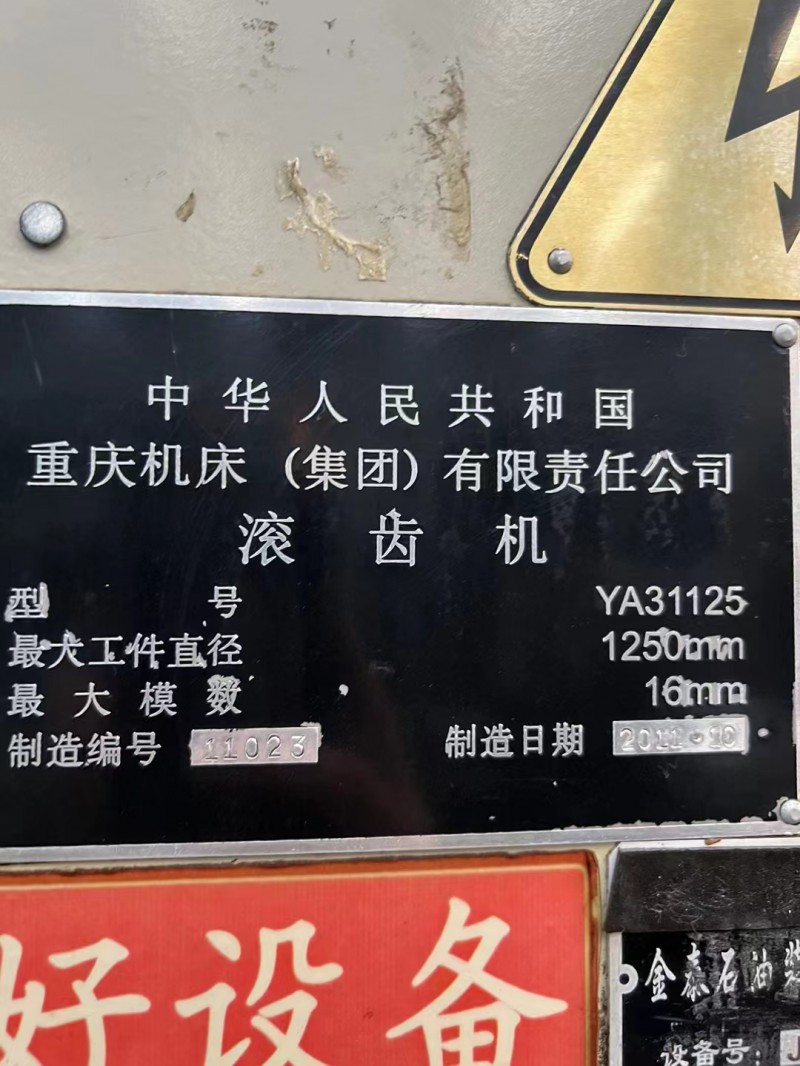 中华人民共和国
重庆机床（集团）有限责任公司
滚齿机
型号 YA31125
最大工件直径 1250mm
最大模数 16mm
制造编号 11023 制造日期 2011·10
好设备
金泰石油装
设备号：J